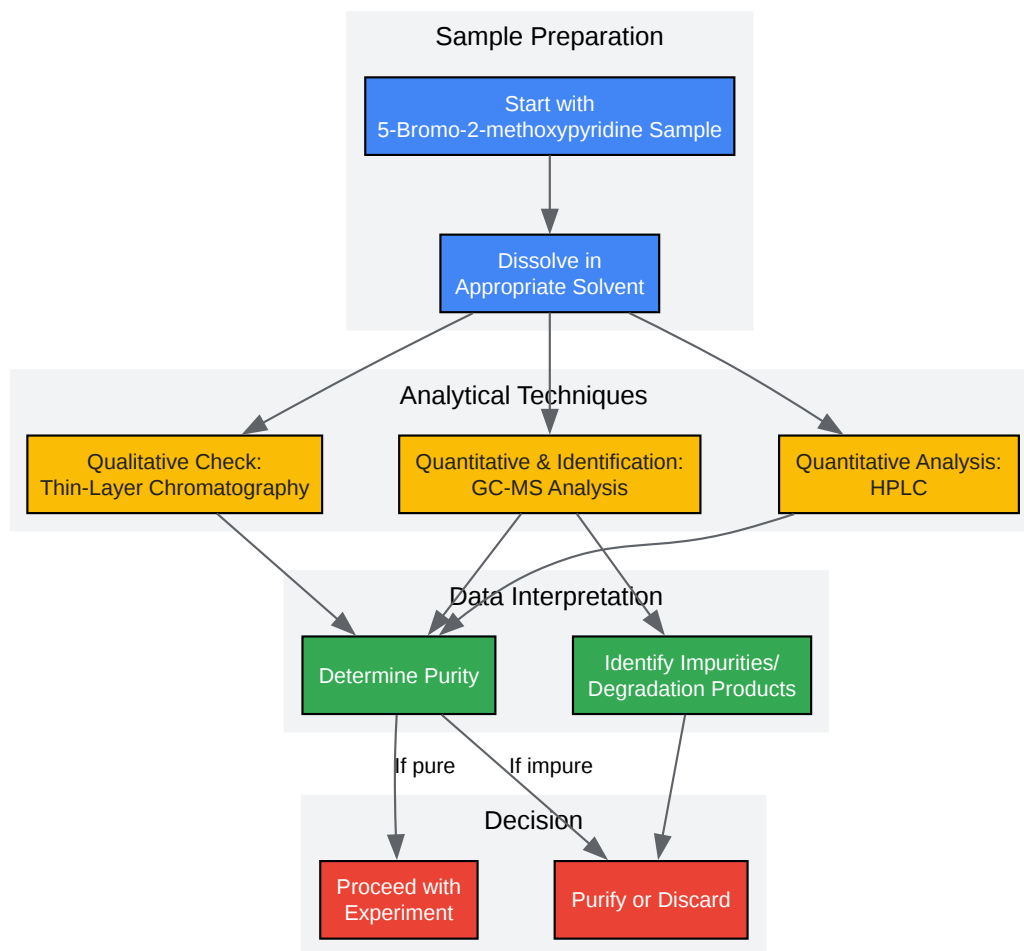 Sample Preparation
Start with
5-Bromo-2-methoxypyridine Sample
Dissolve in
Appropriate Solvent
Analytical Techniques
Qualitative Check:
Thin-Layer Chromatography
Quantitative & Identification:
GC-MS Analysis
Quantitative Analysis:
HPLC
Data Interpretation
Determine Purity
Identify Impurities/
Degradation Products
If pure
If impure
Decision
Proceed with
Experiment
Purify or Discard